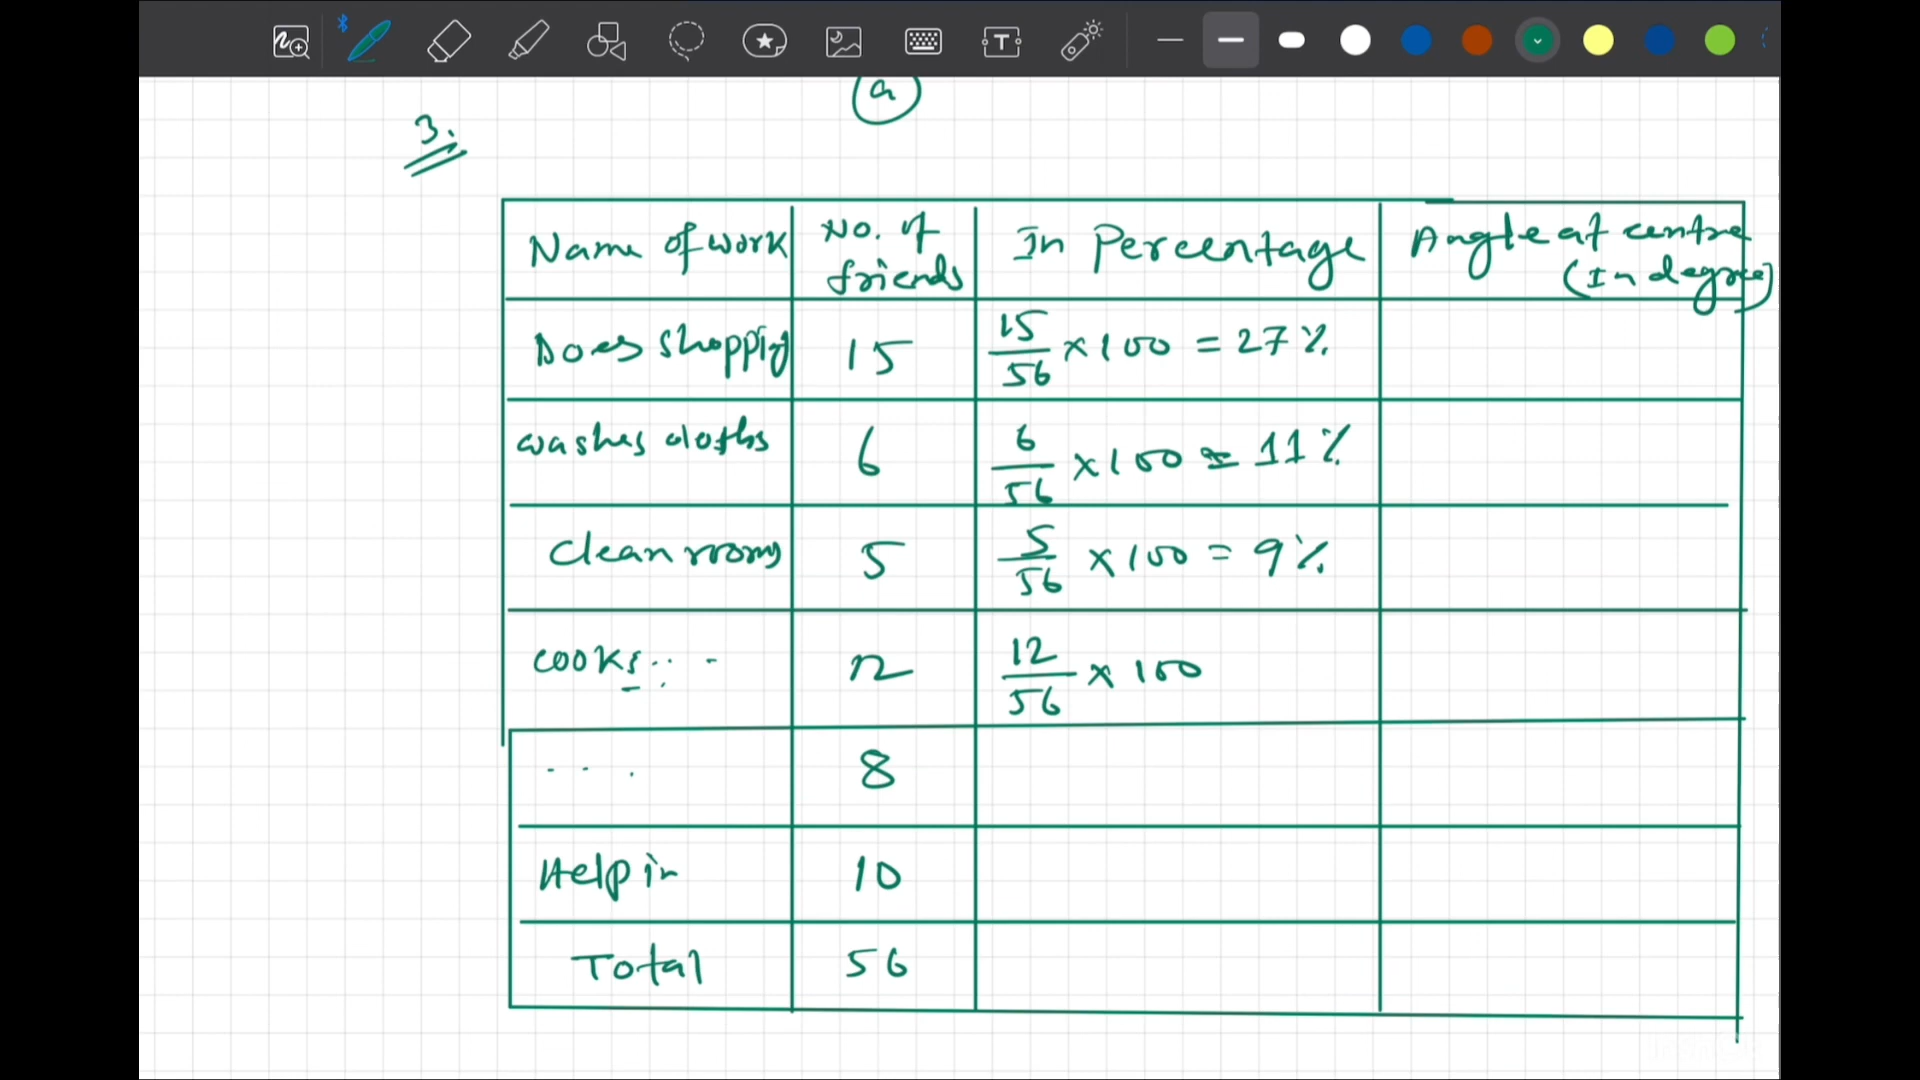 a
3.
Name of work No. of friends In Percentage Angle at centre (In degree)
Does shopping 15 15/56 × 100 = 27%
washes cloths 6 6/56 × 100 = 11%
Clean rooms 5 5/56 × 100 = 9%
cooks... - 12 12/56 × 100
- - . 8
Help in 10
Total 56